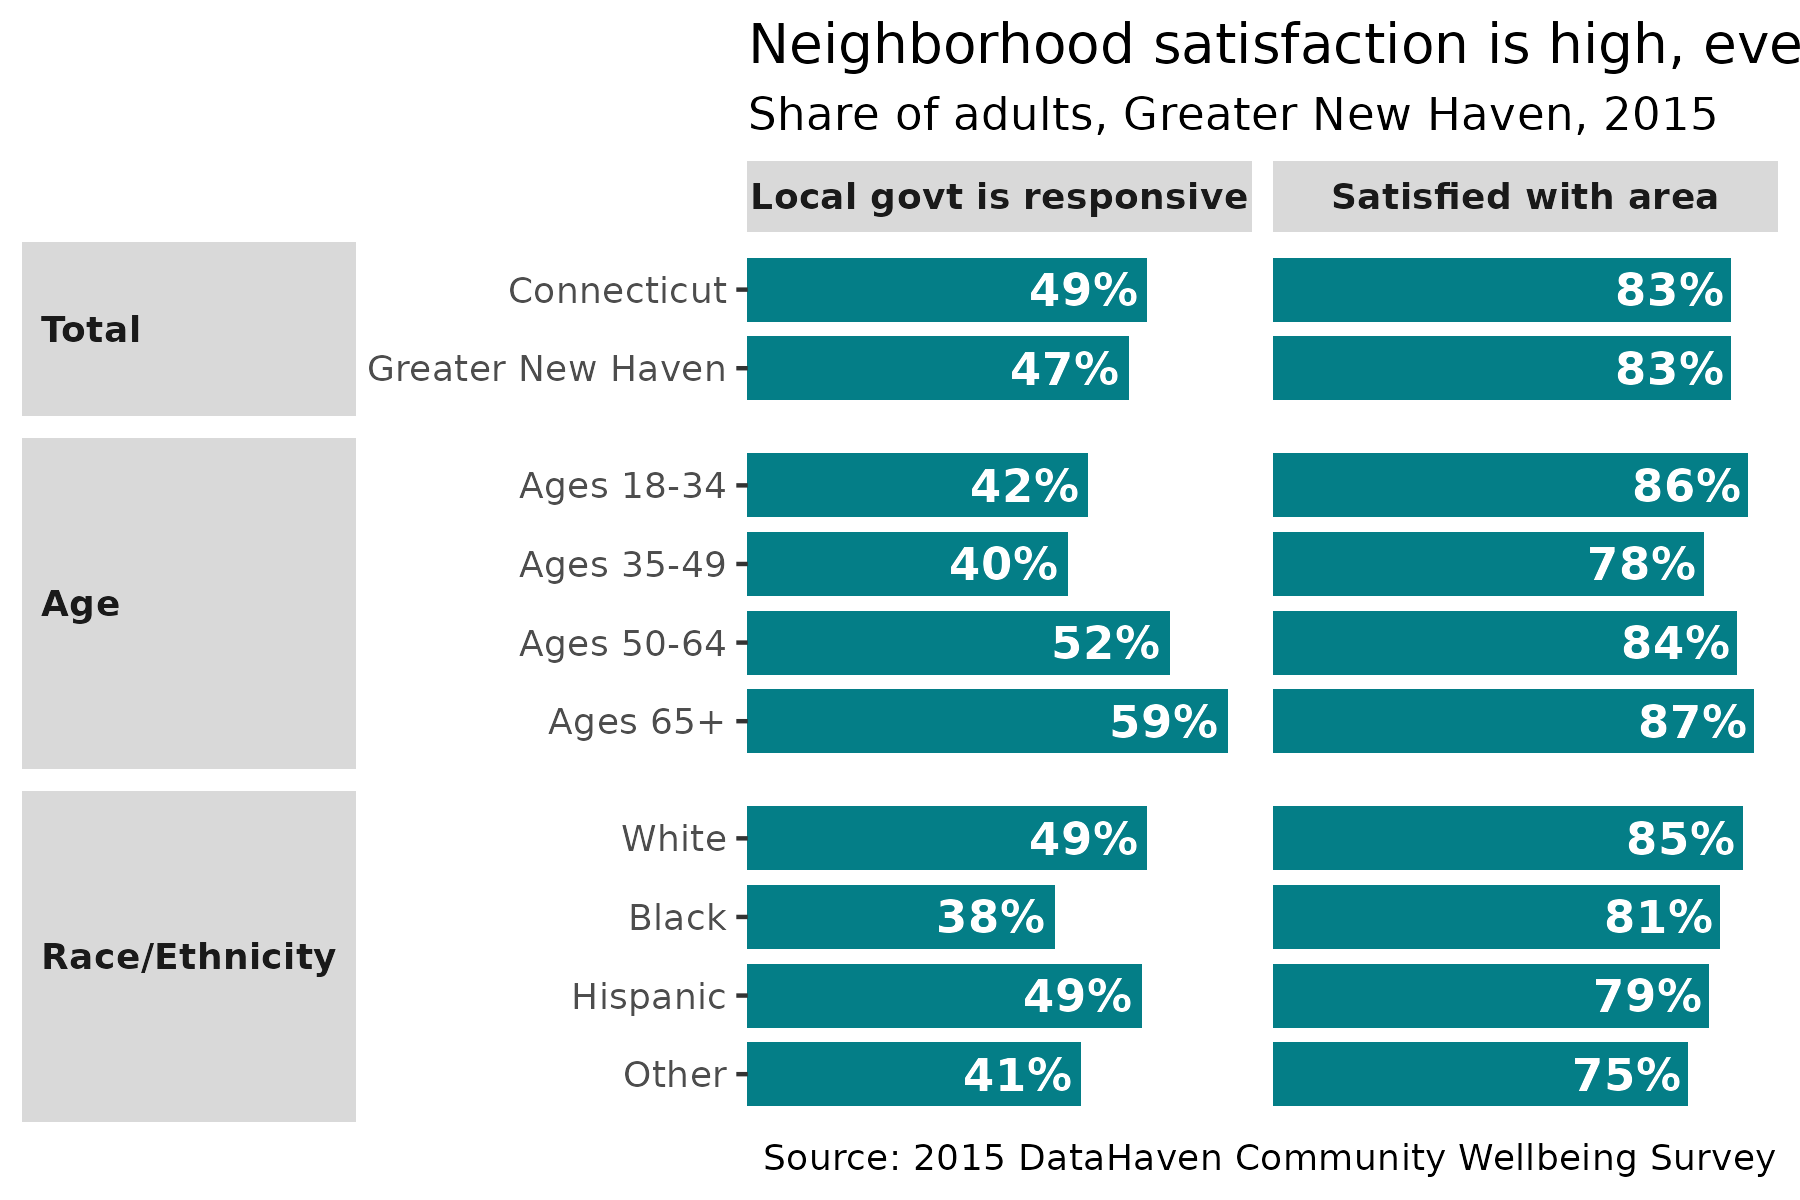 Neighborhood satisfaction is high, eve
Share of adults, Greater New Haven, 2015
Local govt is responsive
Satisfied with area
Total
Connecticut 49% 83%
Greater New Haven 47% 83%
Age
Ages 18-34 42% 86%
Ages 35-49 40% 78%
Ages 50-64 52% 84%
Ages 65+ 59% 87%
Race/Ethnicity
White 49% 85%
Black 38% 81%
Hispanic 49% 79%
Other 41% 75%
Source: 2015 DataHaven Community Wellbeing Survey